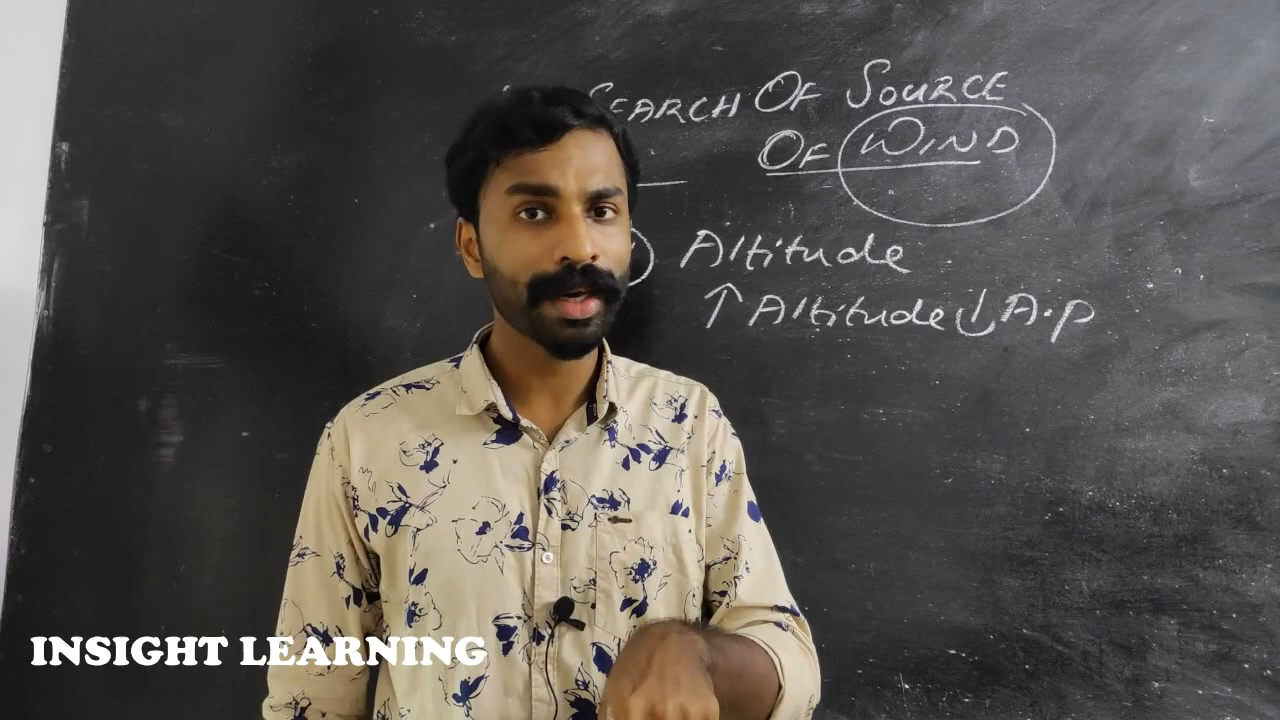 SEARCH OF SOURCE
OF WIND
Altitude
↑ Altitude ↓ A.P
INSIGHT LEARNING